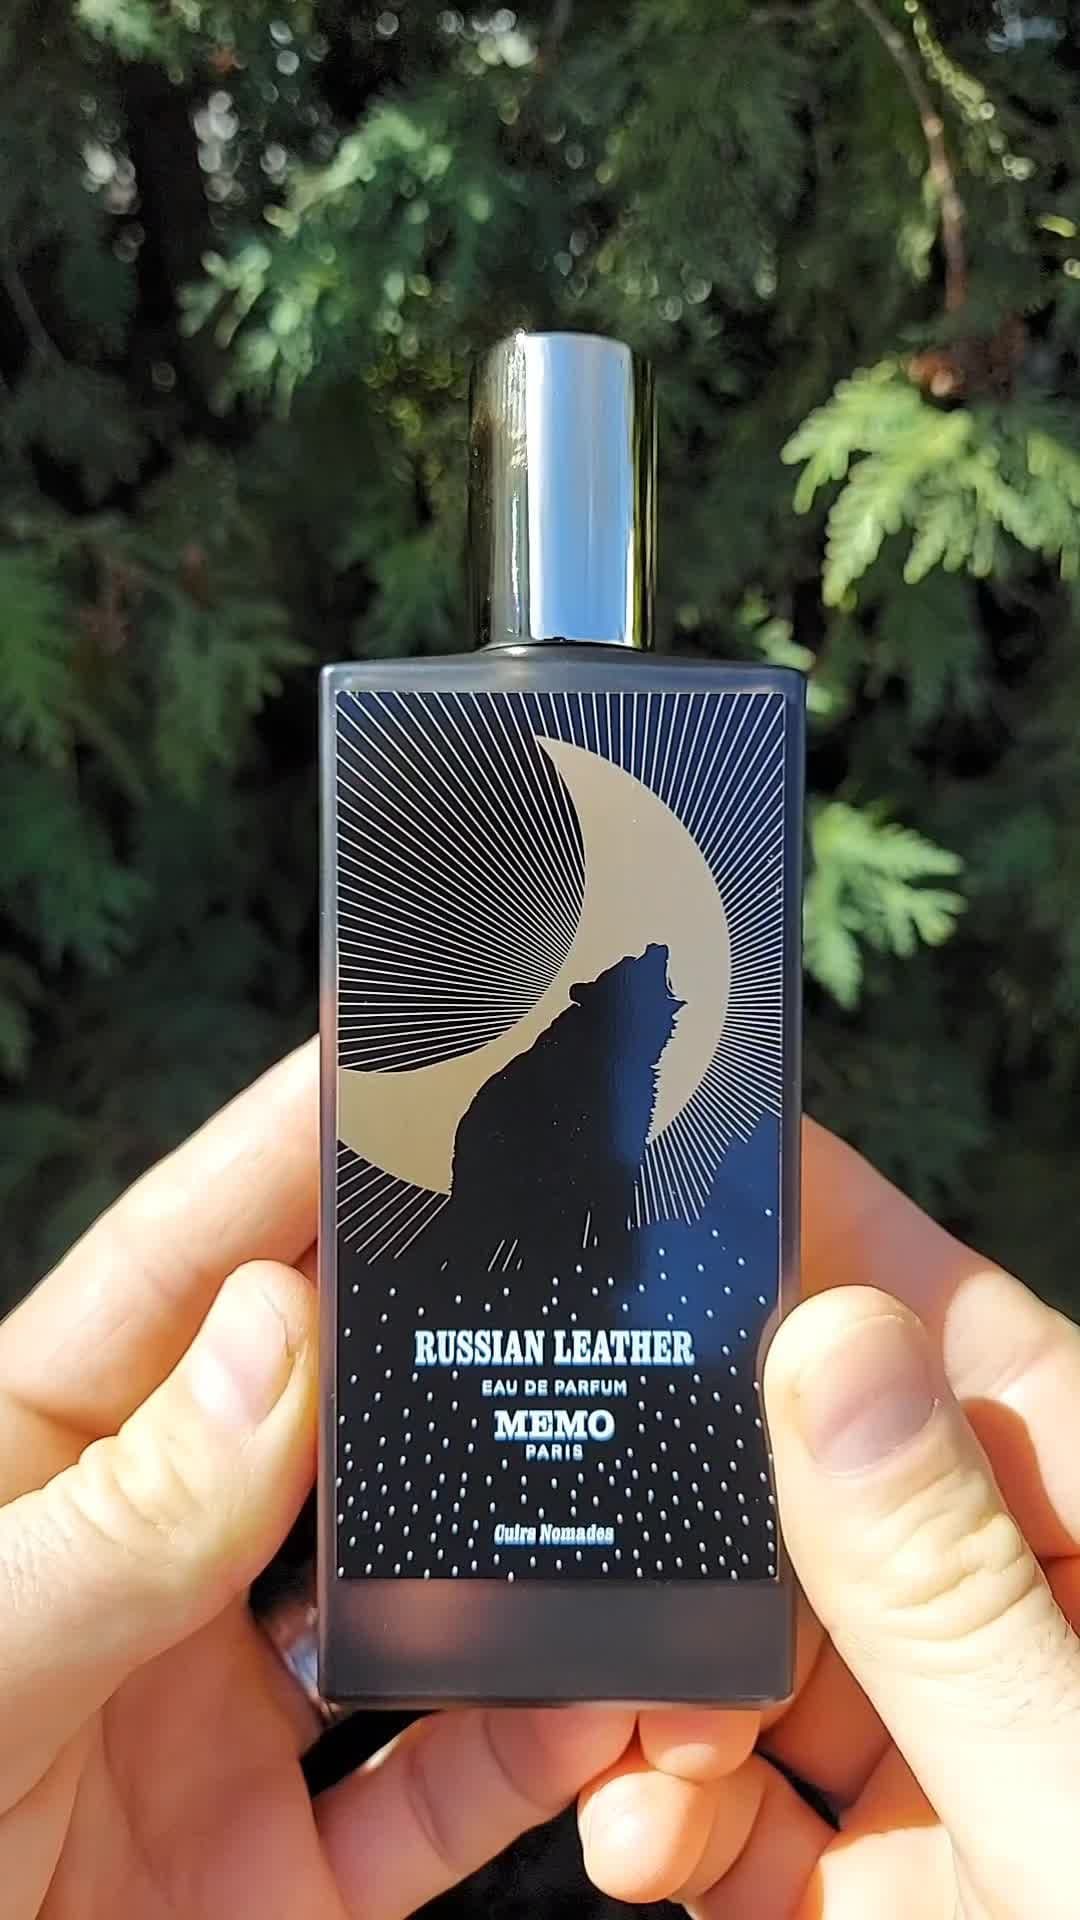 RUSSIAN LEATHER
EAU DE PARFUM
MEMO
PARIS
Cuirs Nomades